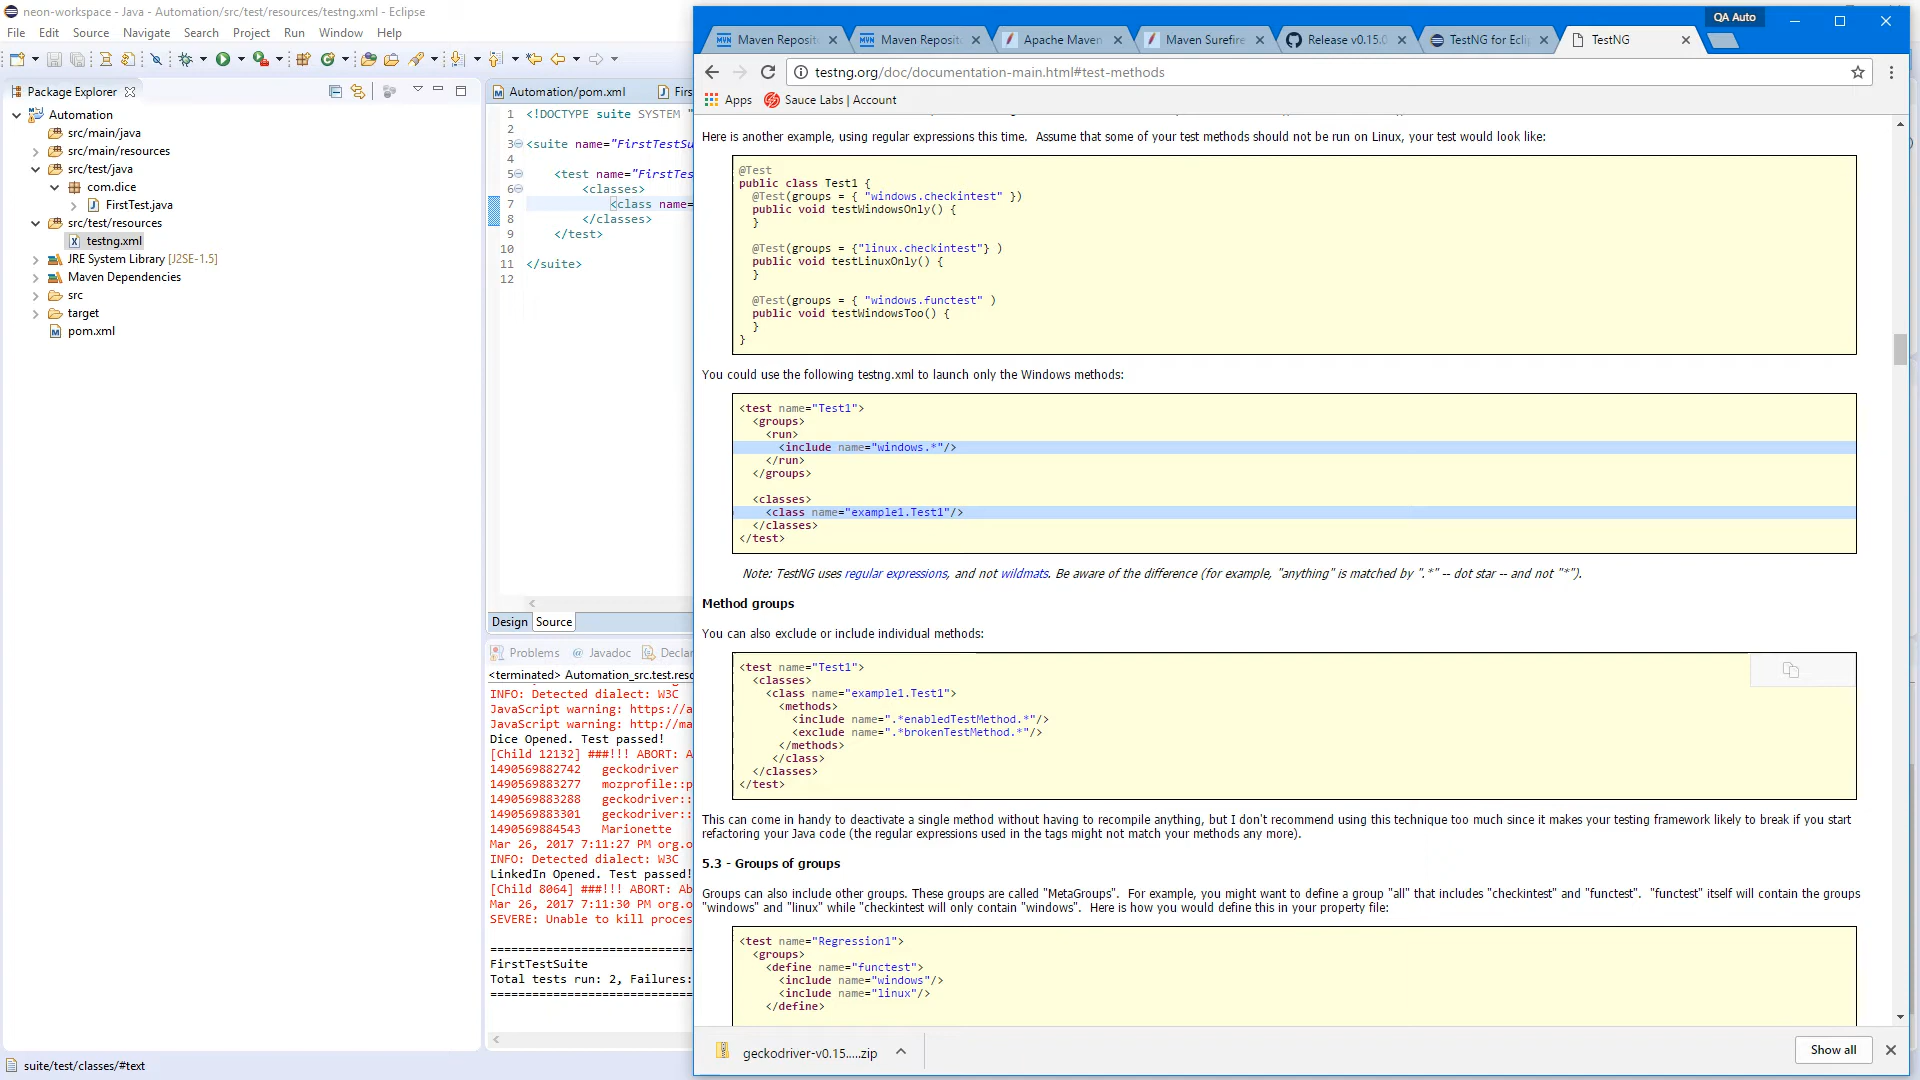 neon-workspace - Java - Automation/src/test/resources/testng.xml - Eclipse
File Edit Source Navigate Search Project Run Window Help
Package Explorer
Automation
src/main/java
src/main/resources
src/test/java
com.dice
FirstTest.java
src/test/resources
testng.xml
JRE System Library [J2SE-1.5]
Maven Dependencies
src
target
pom.xml
suite/test/classes/#text
Automation/pom.xml Firs
1 <!DOCTYPE suite SYSTEM "
2
3 <suite name="FirstTestSu
4
5 <test name="FirstTes
6 <classes>
7 <class name=
8 </classes>
9 </test>
10
11 </suite>
12
Design Source
Problems @ Javadoc Declar
<terminated> Automation_src.test.resc
INFO: Detected dialect: W3C
JavaScript warning: https://a
JavaScript warning: http://ma
Dice Opened. Test passed!
[Child 12132] ###!!! ABORT: A
1490569882742 geckodriver
1490569883277 mozprofile::p
1490569883288 geckodriver::
1490569883301 geckodriver::
1490569884543 Marionette
Mar 26, 2017 7:11:27 PM org.o
INFO: Detected dialect: W3C
LinkedIn Opened. Test passed!
[Child 8064] ###!!! ABORT: Ab
Mar 26, 2017 7:11:30 PM org.o
SEVERE: Unable to kill proces
=============================
FirstTestSuite
Total tests run: 2, Failures:
=============================
QA Auto
Maven Reposit Maven Reposit Apache Maven Maven Surefire Release v0.15.0 TestNG for Ecli TestNG
testng.org/doc/documentation-main.html#test-methods
Apps Sauce Labs | Account
Here is another example, using regular expressions this time. Assume that some of your test methods should not be run on Linux, your test would look like:
@Test
public class Test1 {
@Test(groups = { "windows.checkintest" })
public void testWindowsOnly() {
}
@Test(groups = {"linux.checkintest"} )
public void testLinuxOnly() {
}
@Test(groups = { "windows.functest" )
public void testWindowsToo() {
}
}
You could use the following testng.xml to launch only the Windows methods:
<test name="Test1">
<groups>
<run>
<include name="windows.*"/>
</run>
</groups>
<classes>
<class name="example1.Test1"/>
</classes>
</test>
Note: TestNG uses regular expressions, and not wildmats. Be aware of the difference (for example, "anything" is matched by ".*" -- dot star -- and not "*").
Method groups
You can also exclude or include individual methods:
<test name="Test1">
<classes>
<class name="example1.Test1">
<methods>
<include name=".*enabledTestMethod.*"/>
<exclude name=".*brokenTestMethod.*"/>
</methods>
</class>
</classes>
</test>
This can come in handy to deactivate a single method without having to recompile anything, but I don't recommend using this technique too much since it makes your testing framework likely to break if you start
refactoring your Java code (the regular expressions used in the tags might not match your methods any more).
5.3 - Groups of groups
Groups can also include other groups. These groups are called "MetaGroups". For example, you might want to define a group "all" that includes "checkintest" and "functest". "functest" itself will contain the groups
"windows" and "linux" while "checkintest will only contain "windows". Here is how you would define this in your property file:
<test name="Regression1">
<groups>
<define name="functest">
<include name="windows"/>
<include name="linux"/>
</define>
geckodriver-v0.15.....zip
Show all